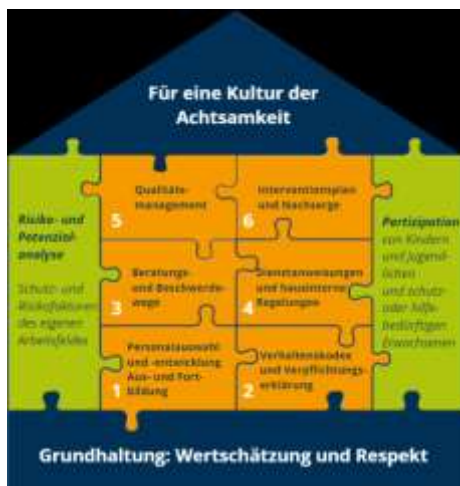 Für eine Kultur der
Achtsamkeit
Risiko- und
Potenzial-
analyse
Schutz- und
Risikofaktoren
des eigenen
Arbeitsfeldes
Qualitäts-
management
5
Interventionsplan
und Nachsorge
6
Beratungs-
und Beschwerde-
wege
3
Dienstanweisungen
und hausinterne
Regelungen
4
Personalauswahl
und -entwicklung
Aus- und Fort-
bildung
1
Verhaltenskodex
und Verpflichtungs-
erklärung
2
Partizipation
von Kindern
und Jugend-
lichen
und schutz-
oder hilfe-
bedürftigen
Erwachsenen
Grundhaltung: Wertschätzung und Respekt